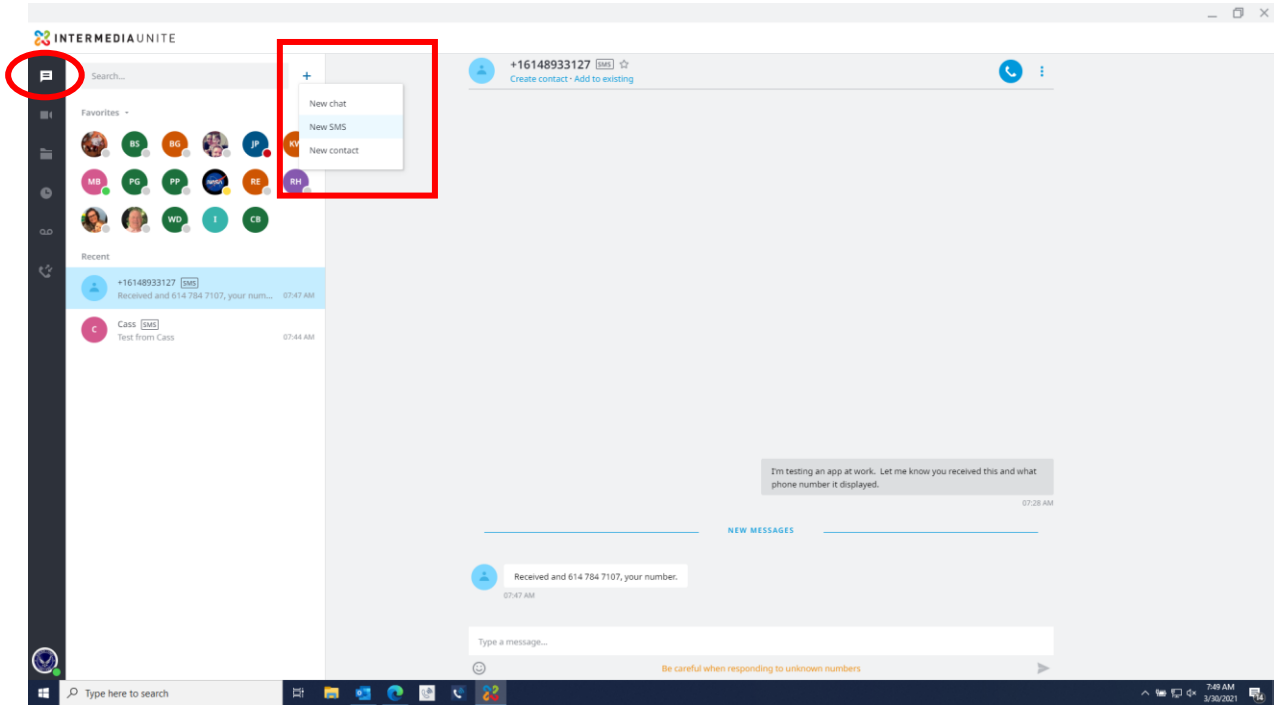 INTERMEDIAUNITE
Search...
+
New chat
New SMS
New contact
Favorites
BS BG JP KW
MB PG PP NASA RE RH
WD I CB
Recent
+16148933127 SMS
Received and 614 784 7107, your num... 07:47 AM
C
Cass SMS
Test from Cass 07:44 AM
+16148933127 SMS
Create contact · Add to existing
I'm testing an app at work. Let me know you received this and what
phone number it displayed.
07:28 AM
NEW MESSAGES
Received and 614 784 7107, your number.
07:47 AM
Type a message...
Be careful when responding to unknown numbers
Type here to search
7:49 AM
3/30/2021